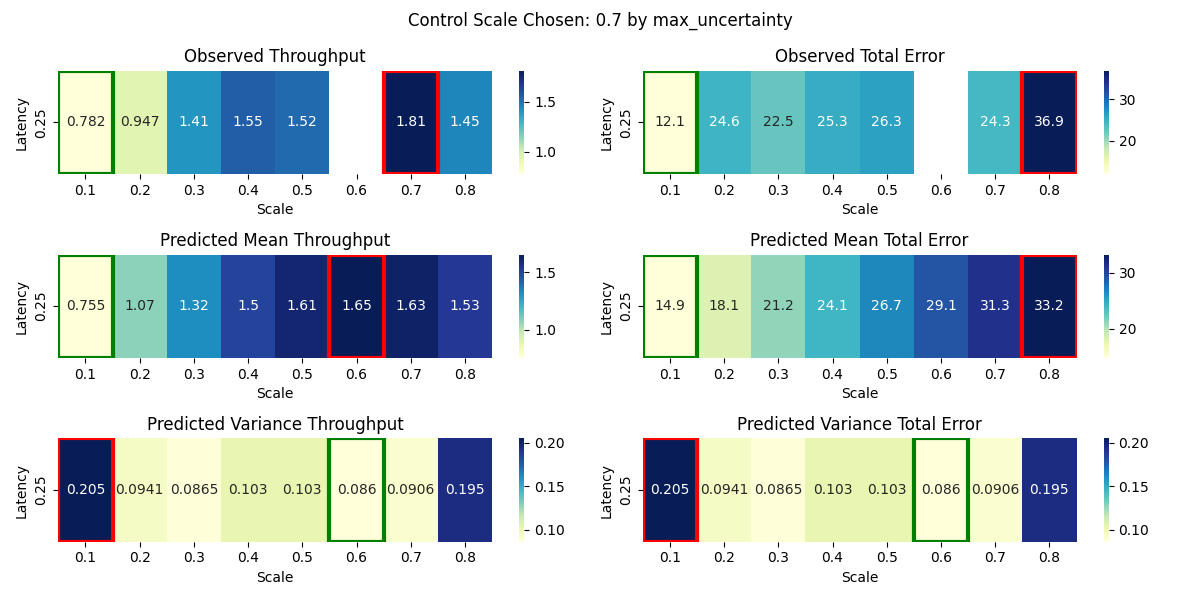 Control Scale Chosen: 0.7 by max_uncertainty
Observed Throughput
Latency
0.25
0.782 0.947 1.41 1.55 1.52 1.81 1.45
0.1 0.2 0.3 0.4 0.5 0.6 0.7 0.8
Scale
1.5
1.0
Observed Total Error
Latency
0.25
12.1 24.6 22.5 25.3 26.3 24.3 36.9
0.1 0.2 0.3 0.4 0.5 0.6 0.7 0.8
Scale
30
20
Predicted Mean Throughput
Latency
0.25
0.755 1.07 1.32 1.5 1.61 1.65 1.63 1.53
0.1 0.2 0.3 0.4 0.5 0.6 0.7 0.8
Scale
1.5
1.0
Predicted Mean Total Error
Latency
0.25
14.9 18.1 21.2 24.1 26.7 29.1 31.3 33.2
0.1 0.2 0.3 0.4 0.5 0.6 0.7 0.8
Scale
30
20
Predicted Variance Throughput
Latency
0.25
0.205 0.0941 0.0865 0.103 0.103 0.086 0.0906 0.195
0.1 0.2 0.3 0.4 0.5 0.6 0.7 0.8
Scale
0.20
0.15
0.10
Predicted Variance Total Error
Latency
0.25
0.205 0.0941 0.0865 0.103 0.103 0.086 0.0906 0.195
0.1 0.2 0.3 0.4 0.5 0.6 0.7 0.8
Scale
0.20
0.15
0.10